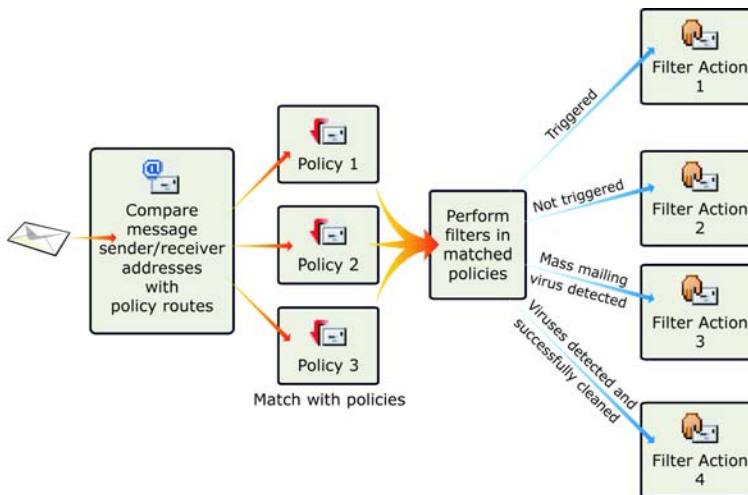 @
Compare
message
sender/receiver
addresses
with
policy routes
Policy 1
Policy 2
Policy 3
Match with policies
Perform
filters in
matched
policies
Triggered
Not triggered
Mass mailing
virus detected
Viruses detected and
successfully cleaned
Filter Action
1
Filter Action
2
Filter Action
3
Filter Action
4